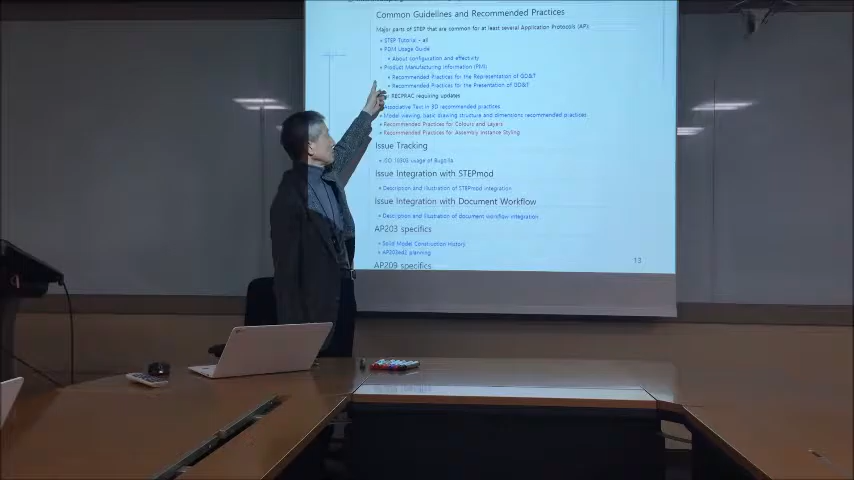 Common Guidelines and Recommended Practices
Major parts of STEP that are common for at least several Application Protocols (AP):
STEP Tutorial - all
PDM Usage Guide
About configuration and effectivity
Product Manufacturing Information (PMI)
Recommended Practices for the Representation of GD&T
Recommended Practices for the Presentation of GD&T
RECPRAC requiring updates
Associative Text in 3D recommended practices
Model viewing, basic drawing structure and dimensions recommended practices
Recommended Practices for Colours and Layers
Recommended Practices for Assembly Instance Styling
Issue Tracking
ISO 10303 usage of Bugzilla
Issue Integration with STEPmod
Description and illustration of STEPmod integration
Issue Integration with Document Workflow
Description and illustration of document workflow integration
AP203 specifics
Solid Model Construction History
AP203ed2 planning
AP209 specifics
13